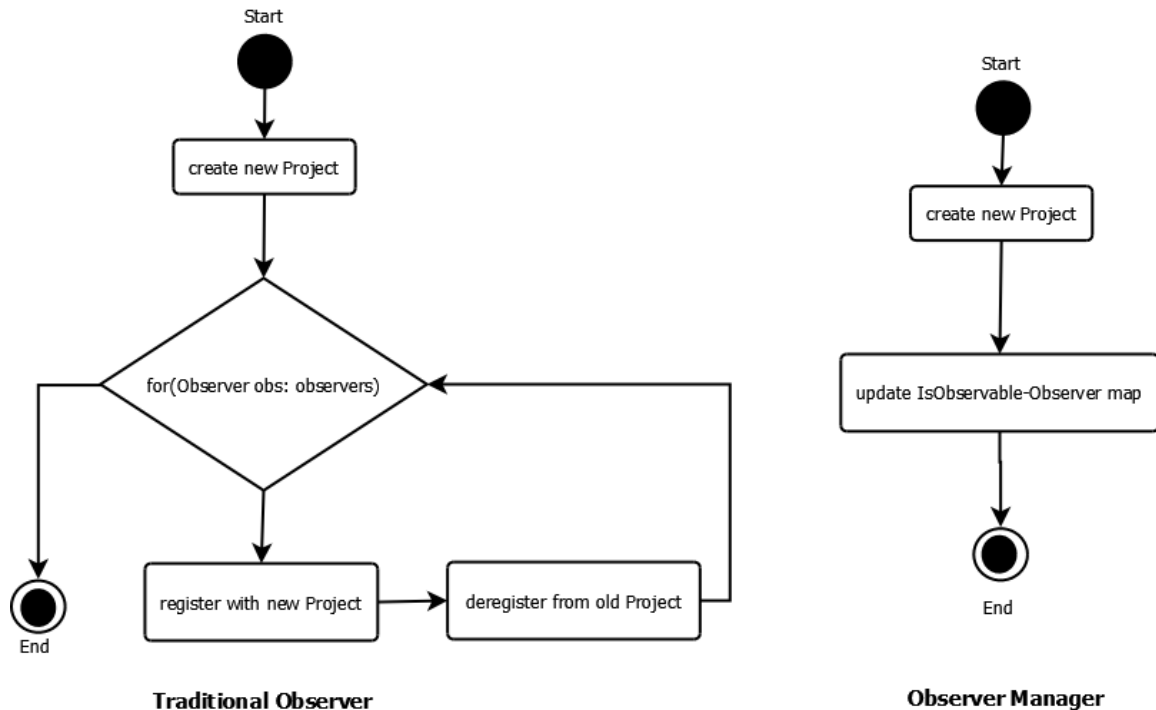 Start
create new Project
for(Observer obs: observers)
register with new Project
deregister from old Project
End
Traditional Observer
Start
create new Project
update IsObservable-Observer map
End
Observer Manager